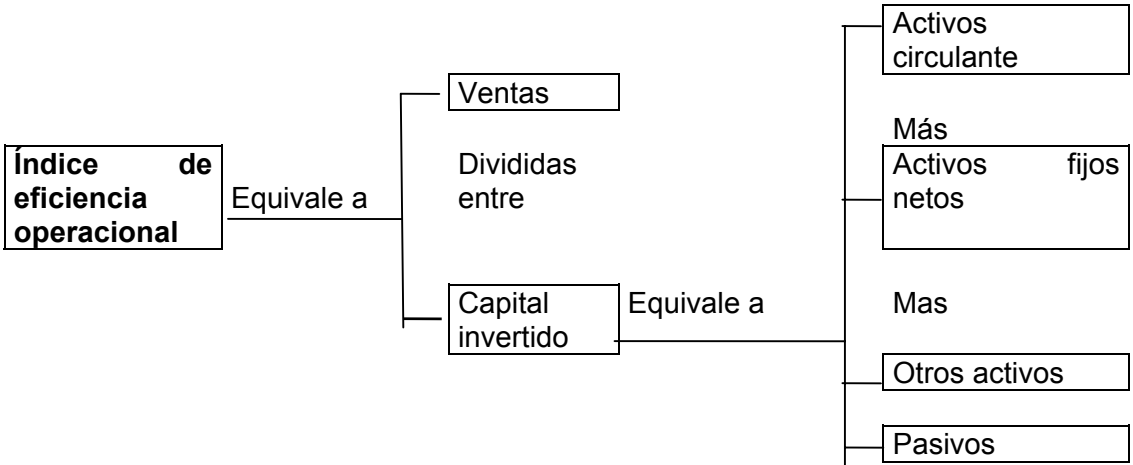 Índice de
eficiencia
operacional
Equivale a
Ventas
Divididas
entre
Capital
invertido
Equivale a
Activos
circulante
Más
Activos fijos
netos
Mas
Otros activos
Pasivos